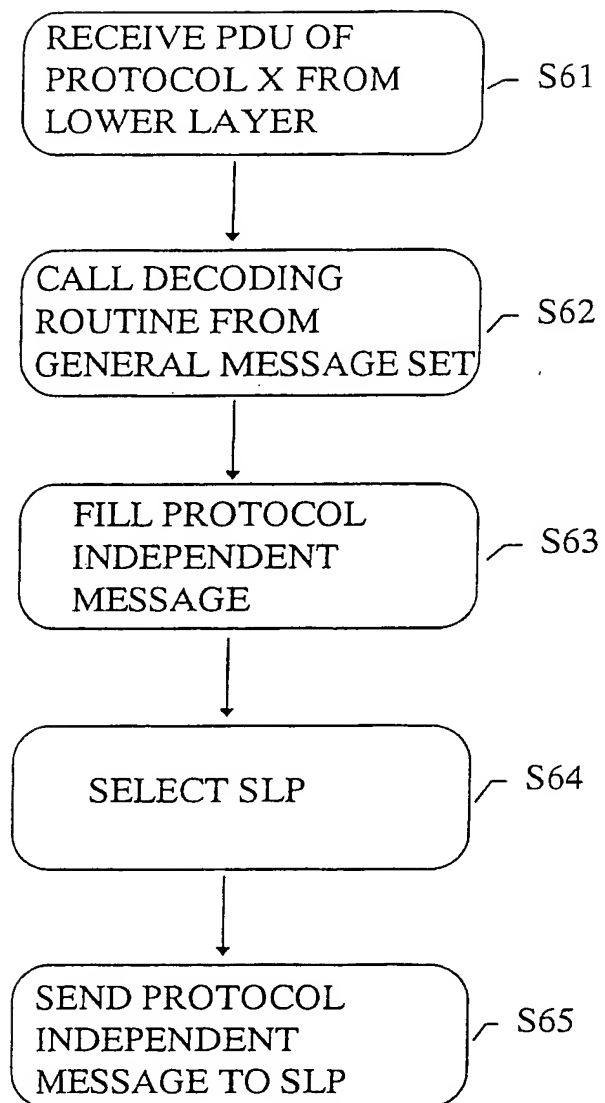 RECEIVE PDU OF
PROTOCOL X FROM
LOWER LAYER
S61
CALL DECODING
ROUTINE FROM
GENERAL MESSAGE SET
S62
FILL PROTOCOL
INDEPENDENT
MESSAGE
S63
SELECT SLP
S64
SEND PROTOCOL
INDEPENDENT
MESSAGE TO SLP
S65